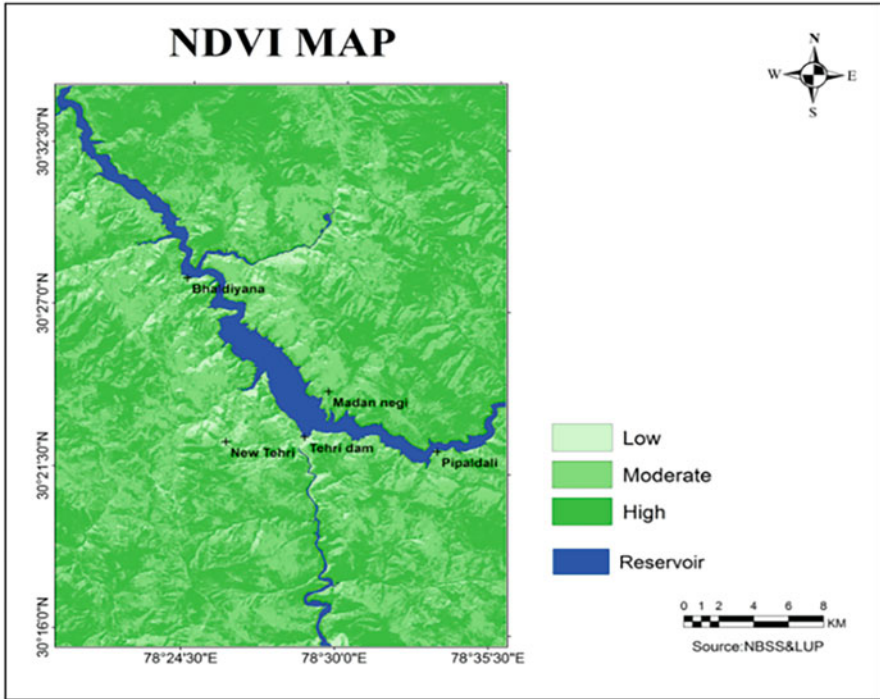 NDVI MAP
N
W E
S
30°32'30"N
30°27'0"N
30°21'30"N
30°16'0"N
Bhaldiyana
Madan negi
New Tehri
Tehri dam
Pipaldali
78°24'30"E
78°30'0"E
78°35'30"E
Low
Moderate
High
Reservoir
0 1 2 4 6 8
KM
Source:NBSS&LUP